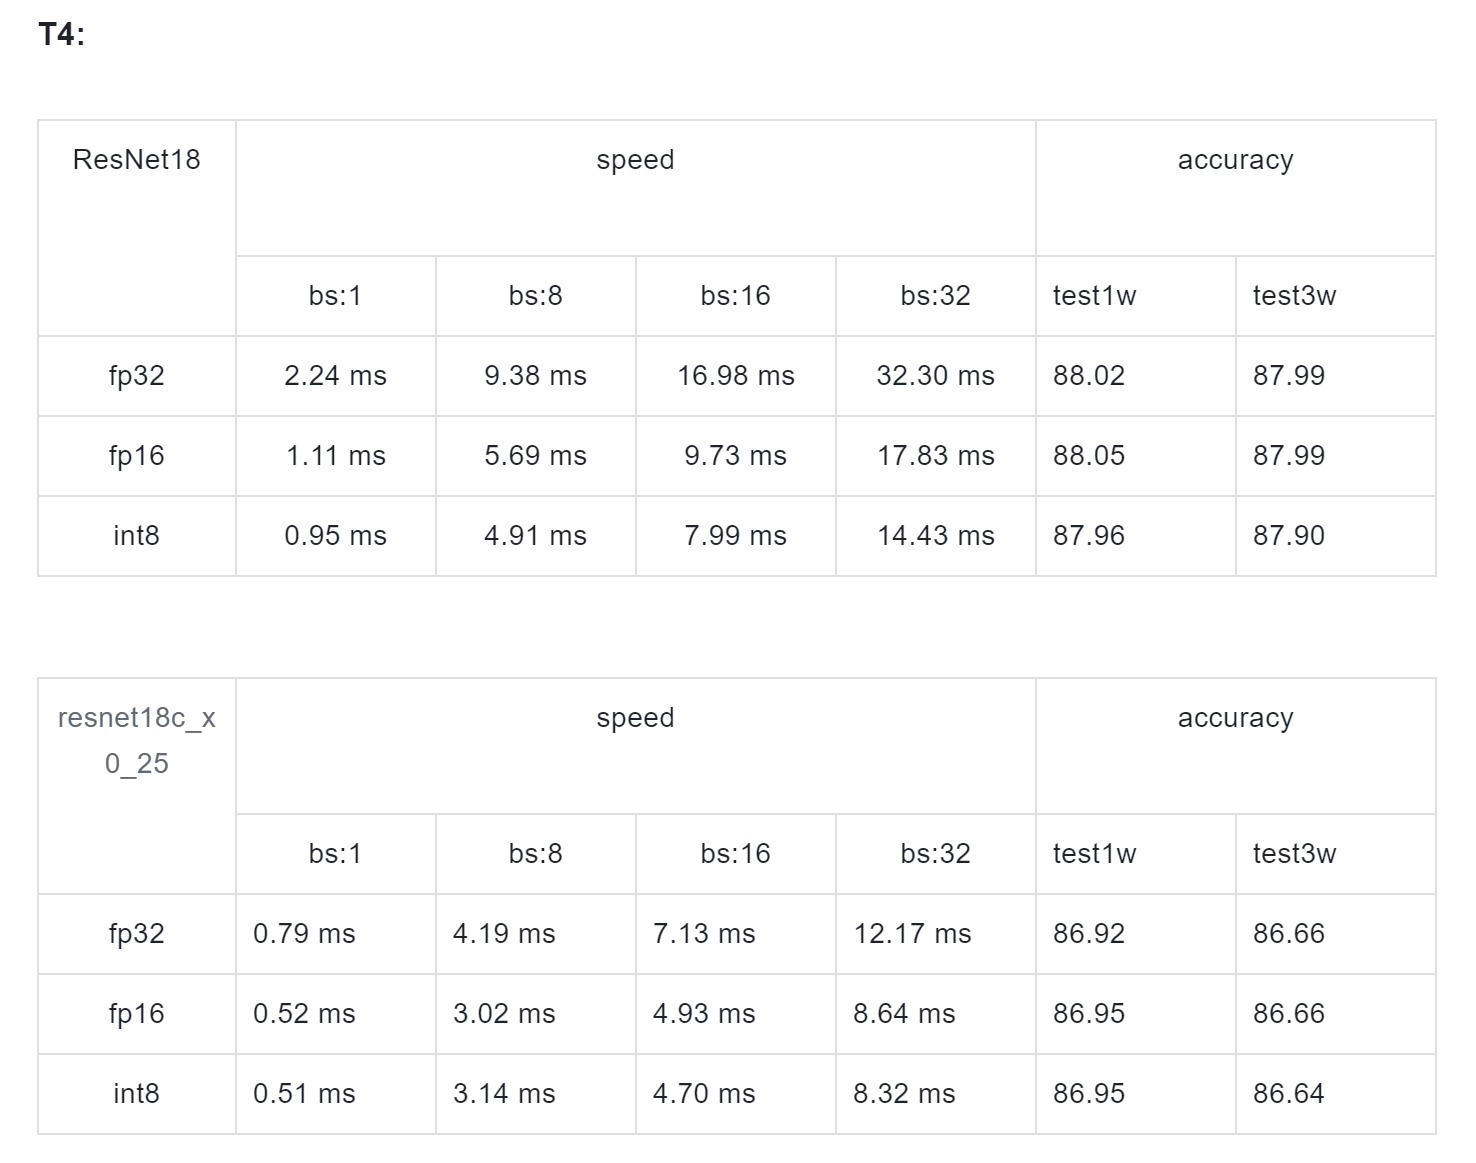 T4:
ResNet18 speed accuracy
bs:1 bs:8 bs:16 bs:32 test1w test3w
fp32 2.24 ms 9.38 ms 16.98 ms 32.30 ms 88.02 87.99
fp16 1.11 ms 5.69 ms 9.73 ms 17.83 ms 88.05 87.99
int8 0.95 ms 4.91 ms 7.99 ms 14.43 ms 87.96 87.90
resnet18c_x speed accuracy
0_25
bs:1 bs:8 bs:16 bs:32 test1w test3w
fp32 0.79 ms 4.19 ms 7.13 ms 12.17 ms 86.92 86.66
fp16 0.52 ms 3.02 ms 4.93 ms 8.64 ms 86.95 86.66
int8 0.51 ms 3.14 ms 4.70 ms 8.32 ms 86.95 86.64